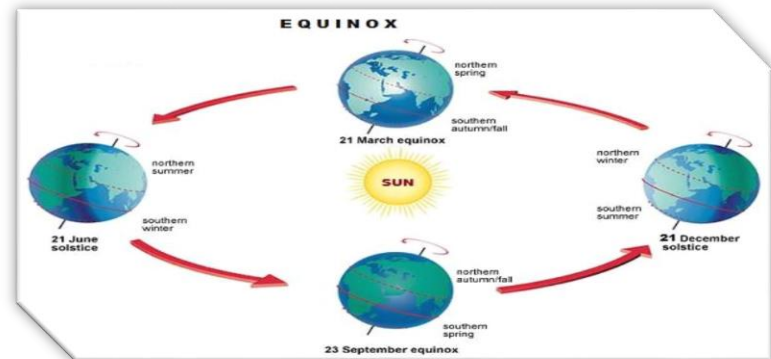 EQUINOX
northern
spring
southern
autumn/fall
21 March equinox
northern
summer
southern
winter
21 June
solstice
SUN
northern
winter
southern
summer
21 December
solstice
northern
autumn/fall
southern
spring
23 September equinox